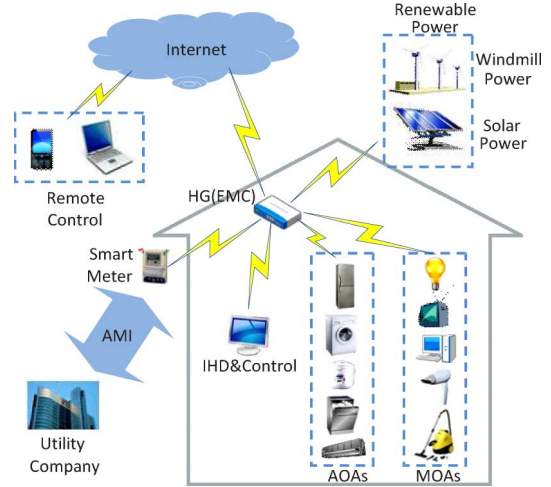 Renewable
Power
Internet
Windmill
Power
Solar
Power
Remote
Control
HG(EMC)
Smart
Meter
AMI
IHD&Control
Utility
Company
AOAs
MOAs